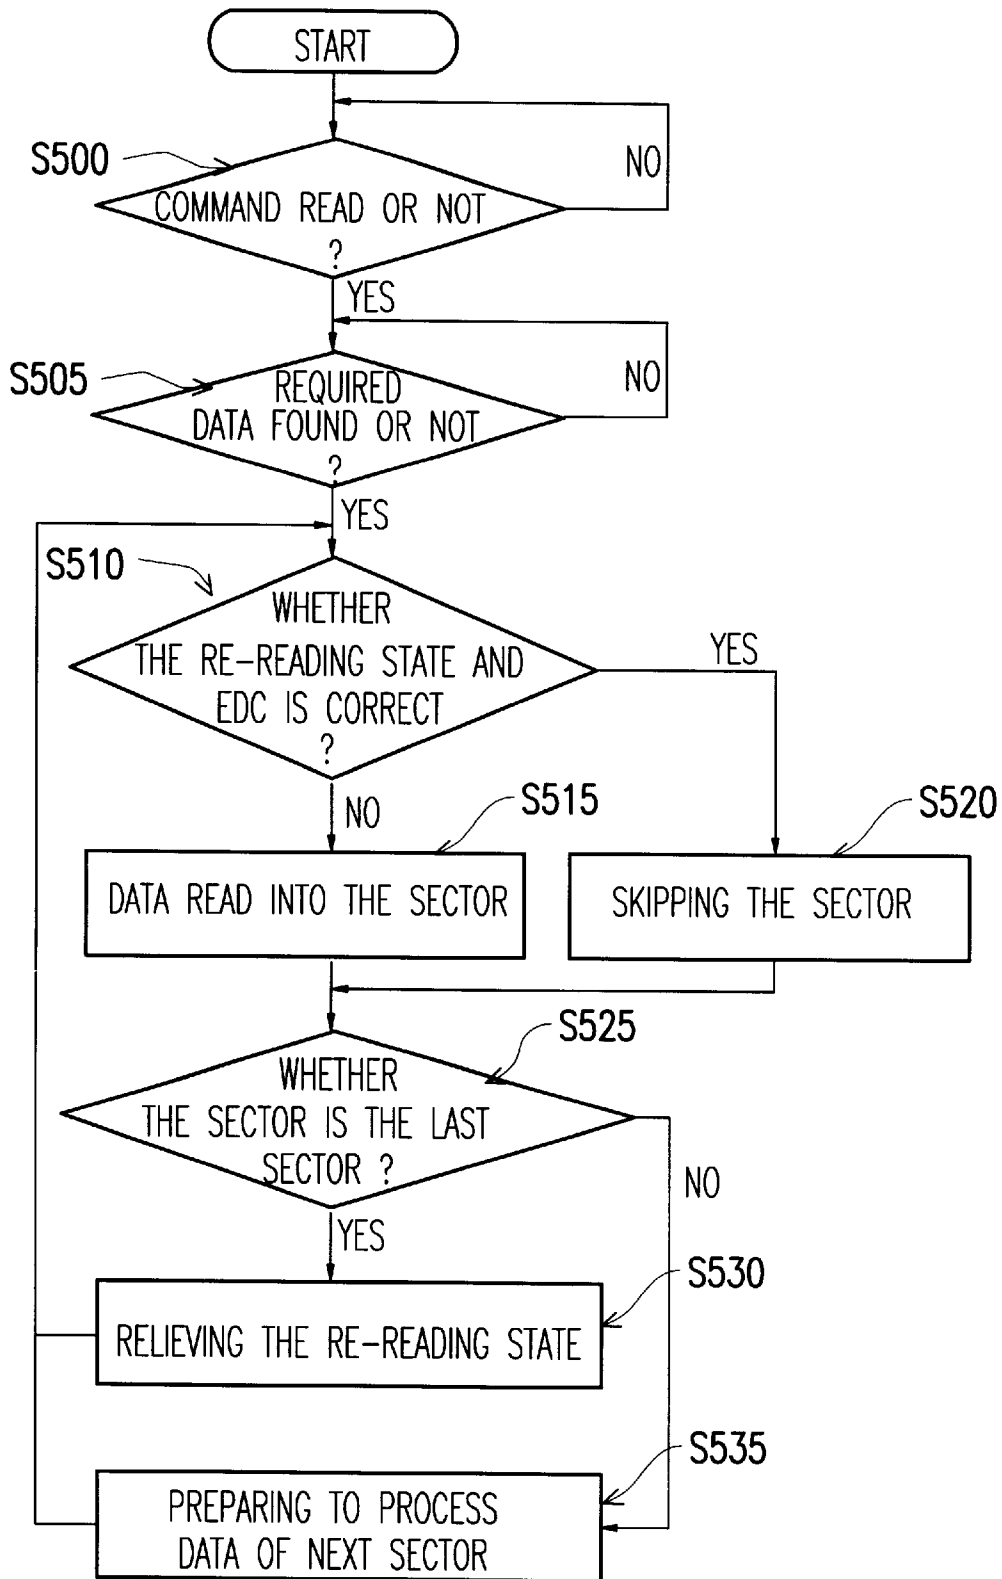 START
S500
NO
COMMAND READ OR NOT
?
YES
S505
NO
REQUIRED
DATA FOUND OR NOT
?
YES
S510
WHETHER
THE RE-READING STATE AND
EDC IS CORRECT
?
YES
NO
S515
S520
DATA READ INTO THE SECTOR
SKIPPING THE SECTOR
S525
WHETHER
THE SECTOR IS THE LAST
SECTOR ?
NO
YES
S530
RELIEVING THE RE-READING STATE
S535
PREPARING TO PROCESS
DATA OF NEXT SECTOR